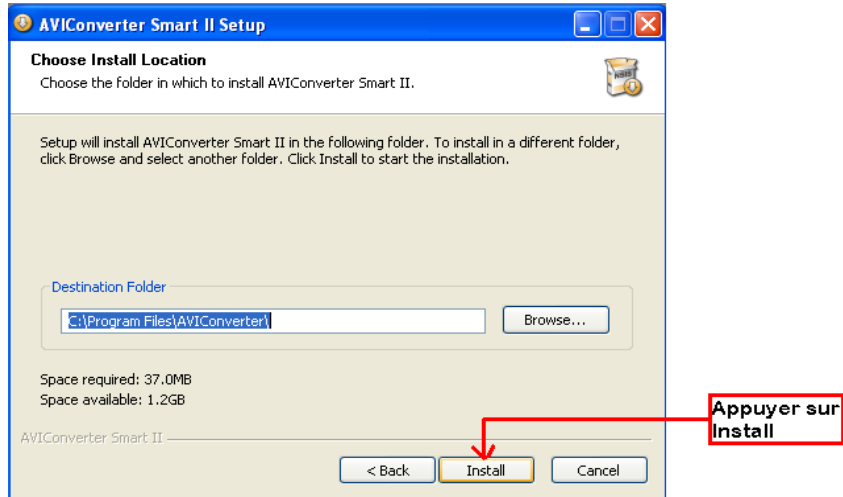 AVIConverter Smart II Setup
Choose Install Location
Choose the folder in which to install AVIConverter Smart II.
NSIS
Setup will install AVIConverter Smart II in the following folder. To install in a different folder,
click Browse and select another folder. Click Install to start the installation.
Destination Folder
C:\Program Files\AVIConverter\
Browse...
Space required: 37.0MB
Space available: 1.2GB
Appuyer sur
Install
AVIConverter Smart II
< Back
Install
Cancel